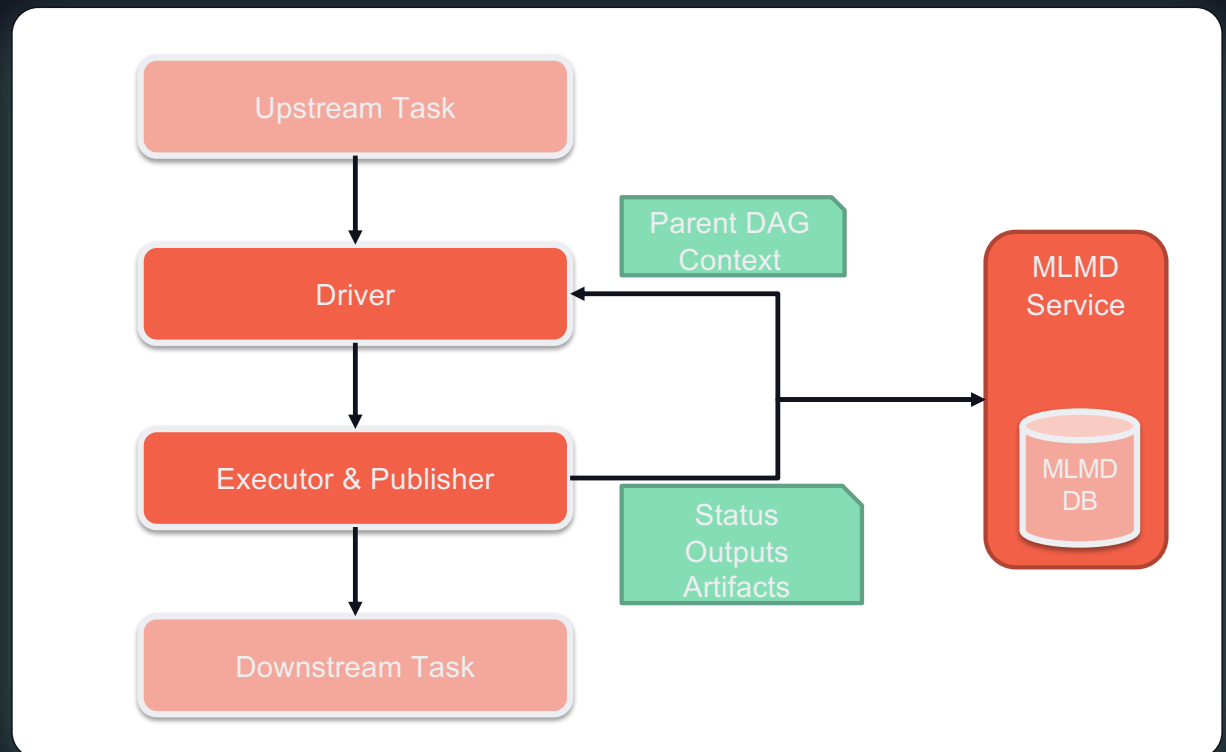 Upstream Task
Parent DAG
Context
MLMD
Service
Driver
MLMD
DB
Executor & Publisher
Status
Outputs
Artifacts
Downstream Task